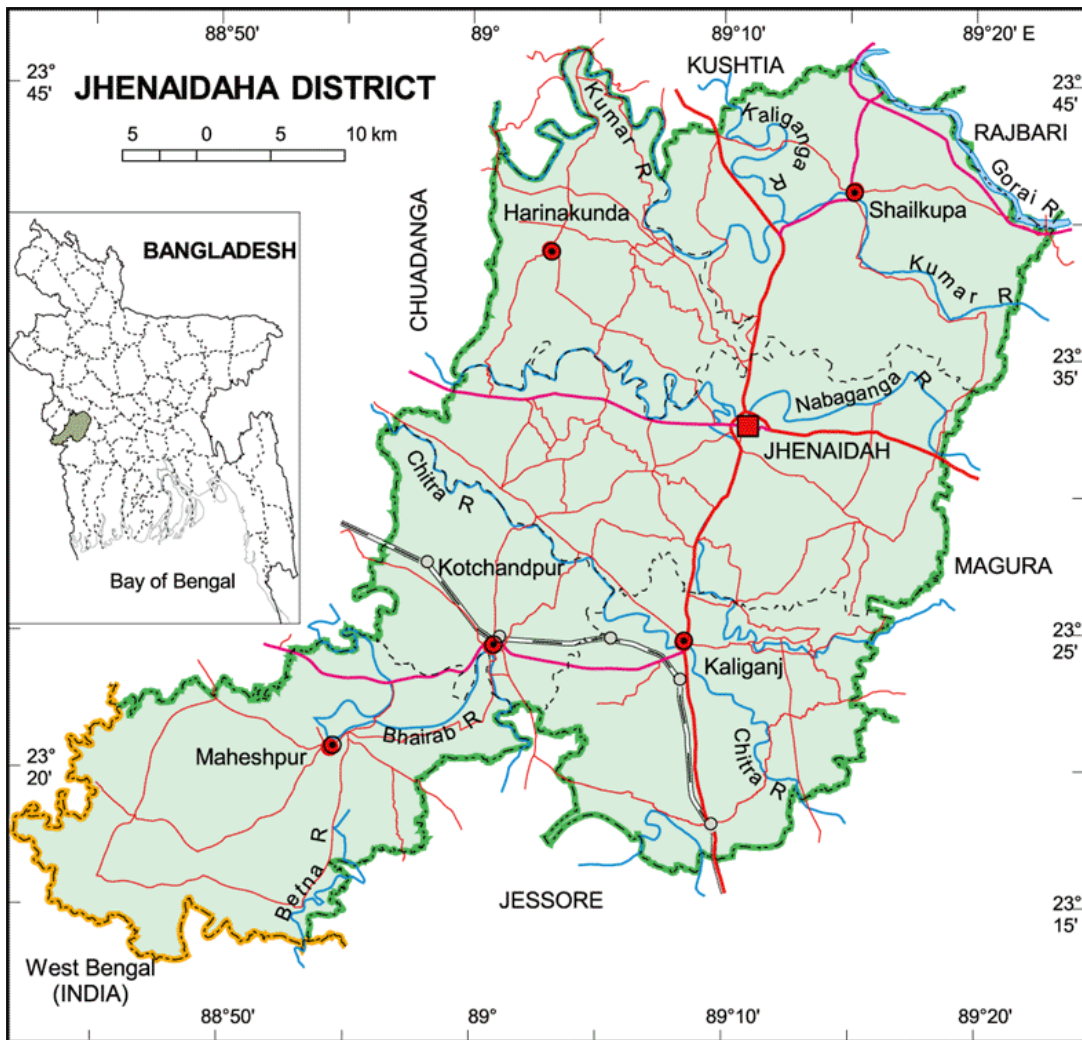 88°50'
89°
89°10'
89°20' E
23°
45'
JHENAIDAHA DISTRICT
5 0 5 10 km
KUSHTIA
23°
45'
RAJBARI
Kumar R
Kaliganga R
Gorai R
Shailkupa
Harinakunda
CHUADANGA
BANGLADESH
Kumar R
23°
35'
Nabaganga R
JHENAIDAH
Chitra R
Kotchandpur
MAGURA
Bay of Bengal
23°
25'
Kaliganj
Bhairab R
Maheshpur
23°
20'
Chitra R
Betna R
JESSORE
23°
15'
West Bengal
(INDIA)
88°50'
89°
89°10'
89°20'